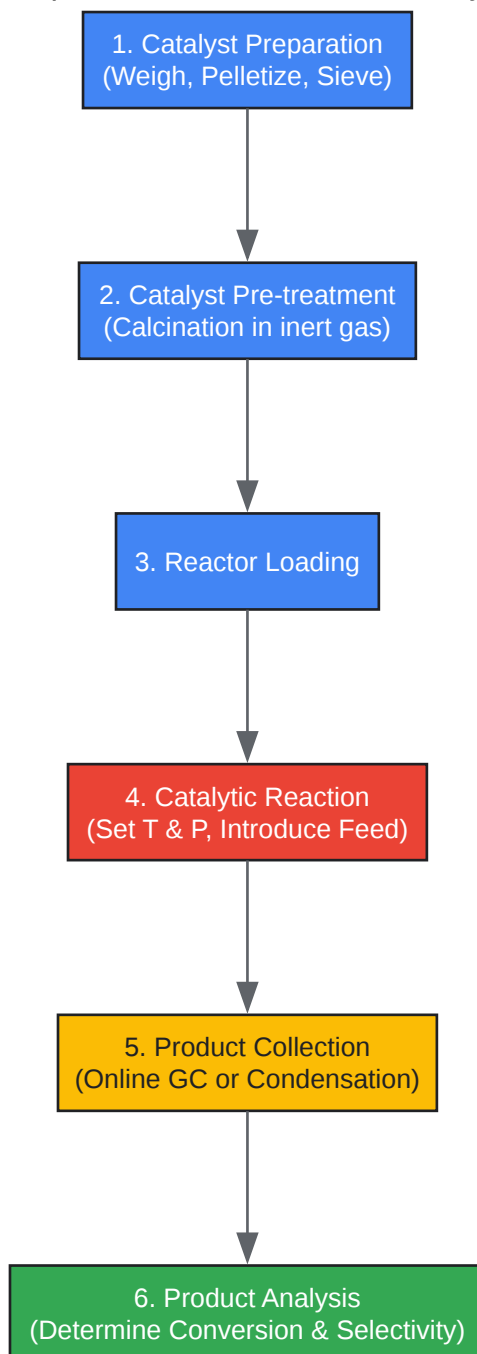 1. Catalyst Preparation
(Weigh, Pelletize, Sieve)
2. Catalyst Pre-treatment
(Calcination in inert gas)
3. Reactor Loading
4. Catalytic Reaction
(Set T & P, Introduce Feed)
5. Product Collection
(Online GC or Condensation)
6. Product Analysis
(Determine Conversion & Selectivity)